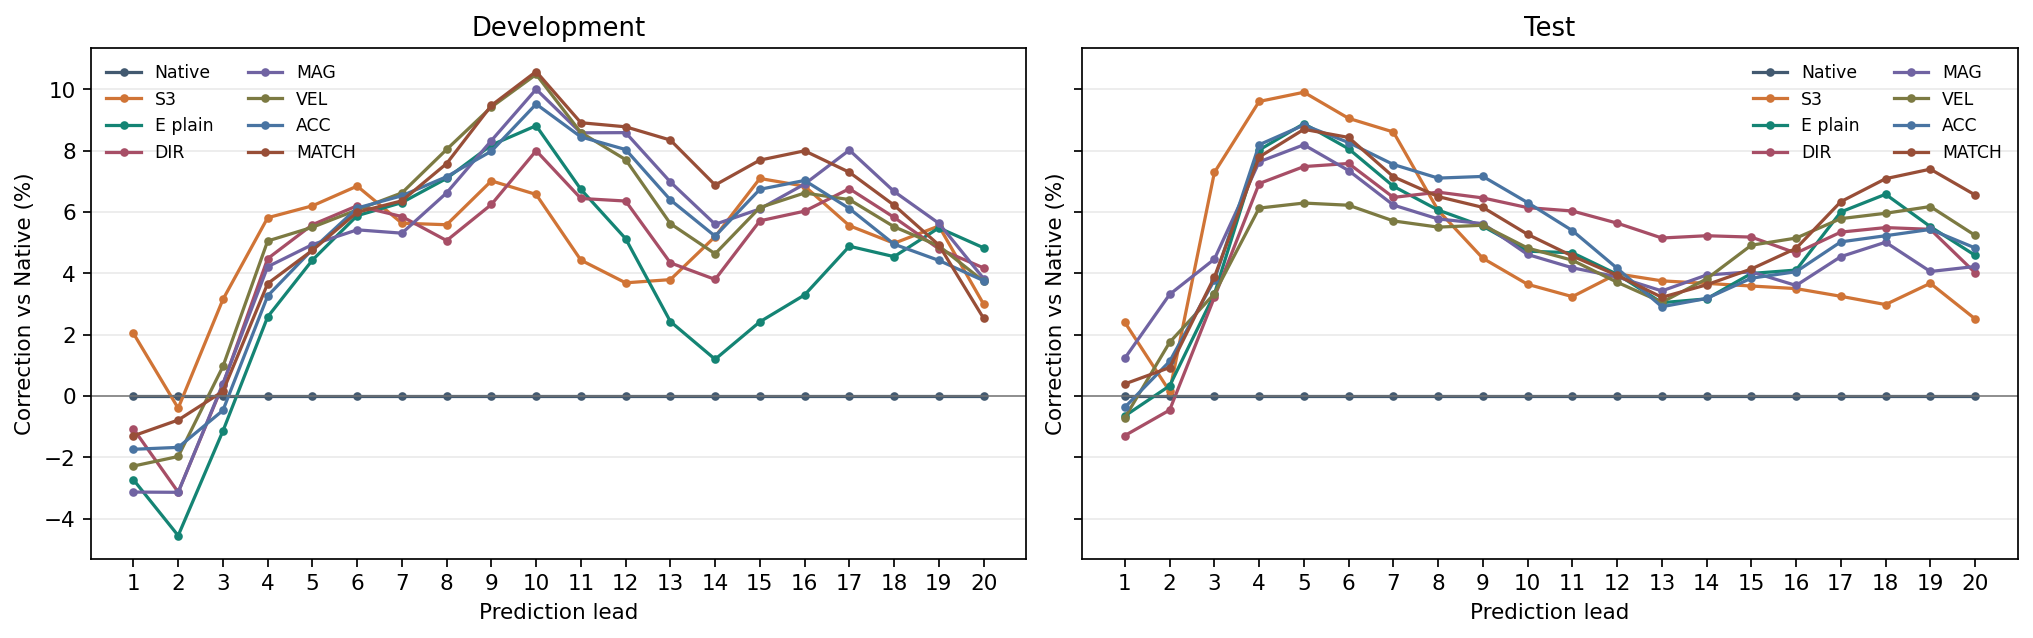 Development
Test
Correction vs Native (%)
10
8
6
4
2
0
−2
−4
Native
S3
E plain
DIR
MAG
VEL
ACC
MATCH
1 2 3 4 5 6 7 8 9 10 11 12 13 14 15 16 17 18 19 20
Prediction lead
Correction vs Native (%)
Native
S3
E plain
DIR
MAG
VEL
ACC
MATCH
1 2 3 4 5 6 7 8 9 10 11 12 13 14 15 16 17 18 19 20
Prediction lead